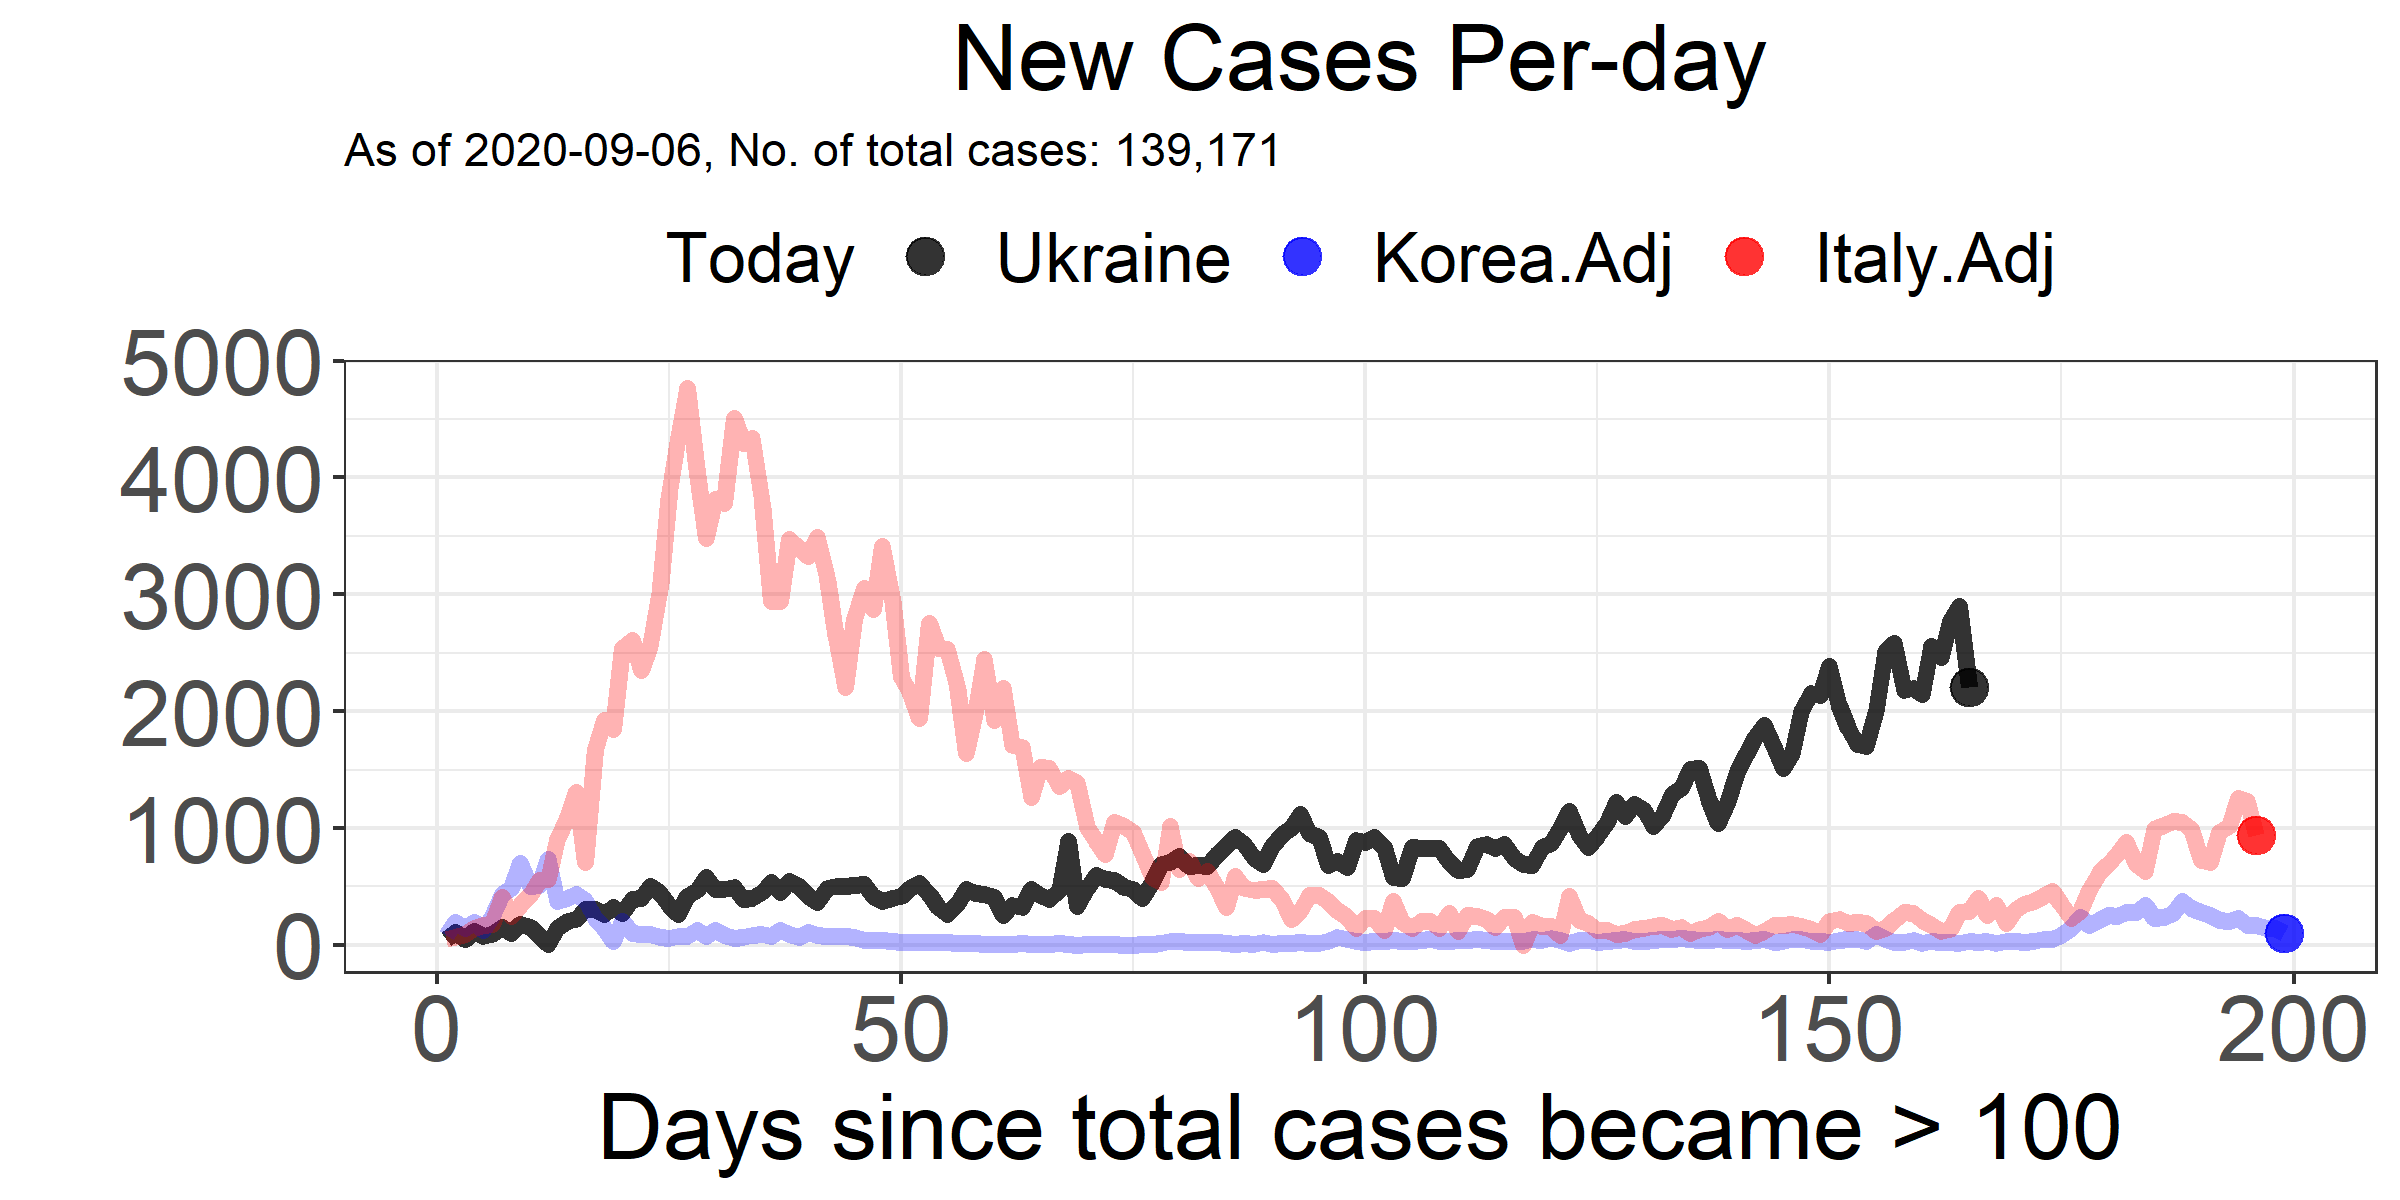 New Cases Per-day
As of 2020-09-06, No. of total cases: 139,171
Today Ukraine Korea.Adj Italy.Adj
5000
4000
3000
2000
1000
0
0 50 100 150 200
Days since total cases became > 100